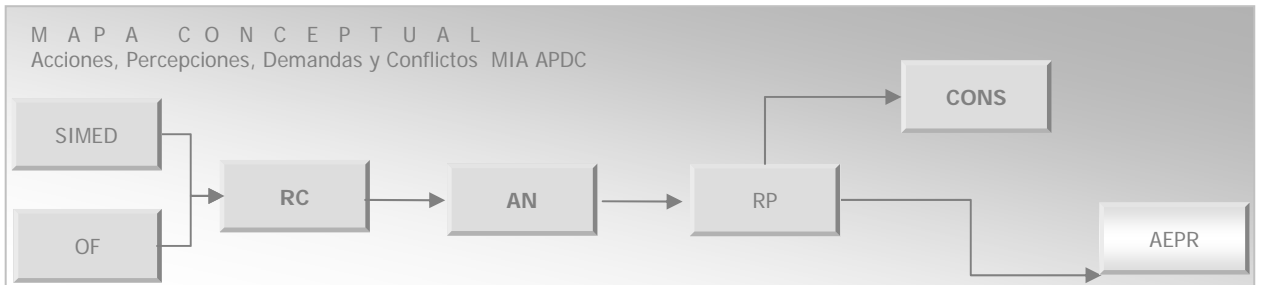 M A P A C O N C E P T U A L
Acciones, Percepciones, Demandas y Conflictos MIA APDC
CONS
SIMED
RC
AN
RP
OF
AEPR